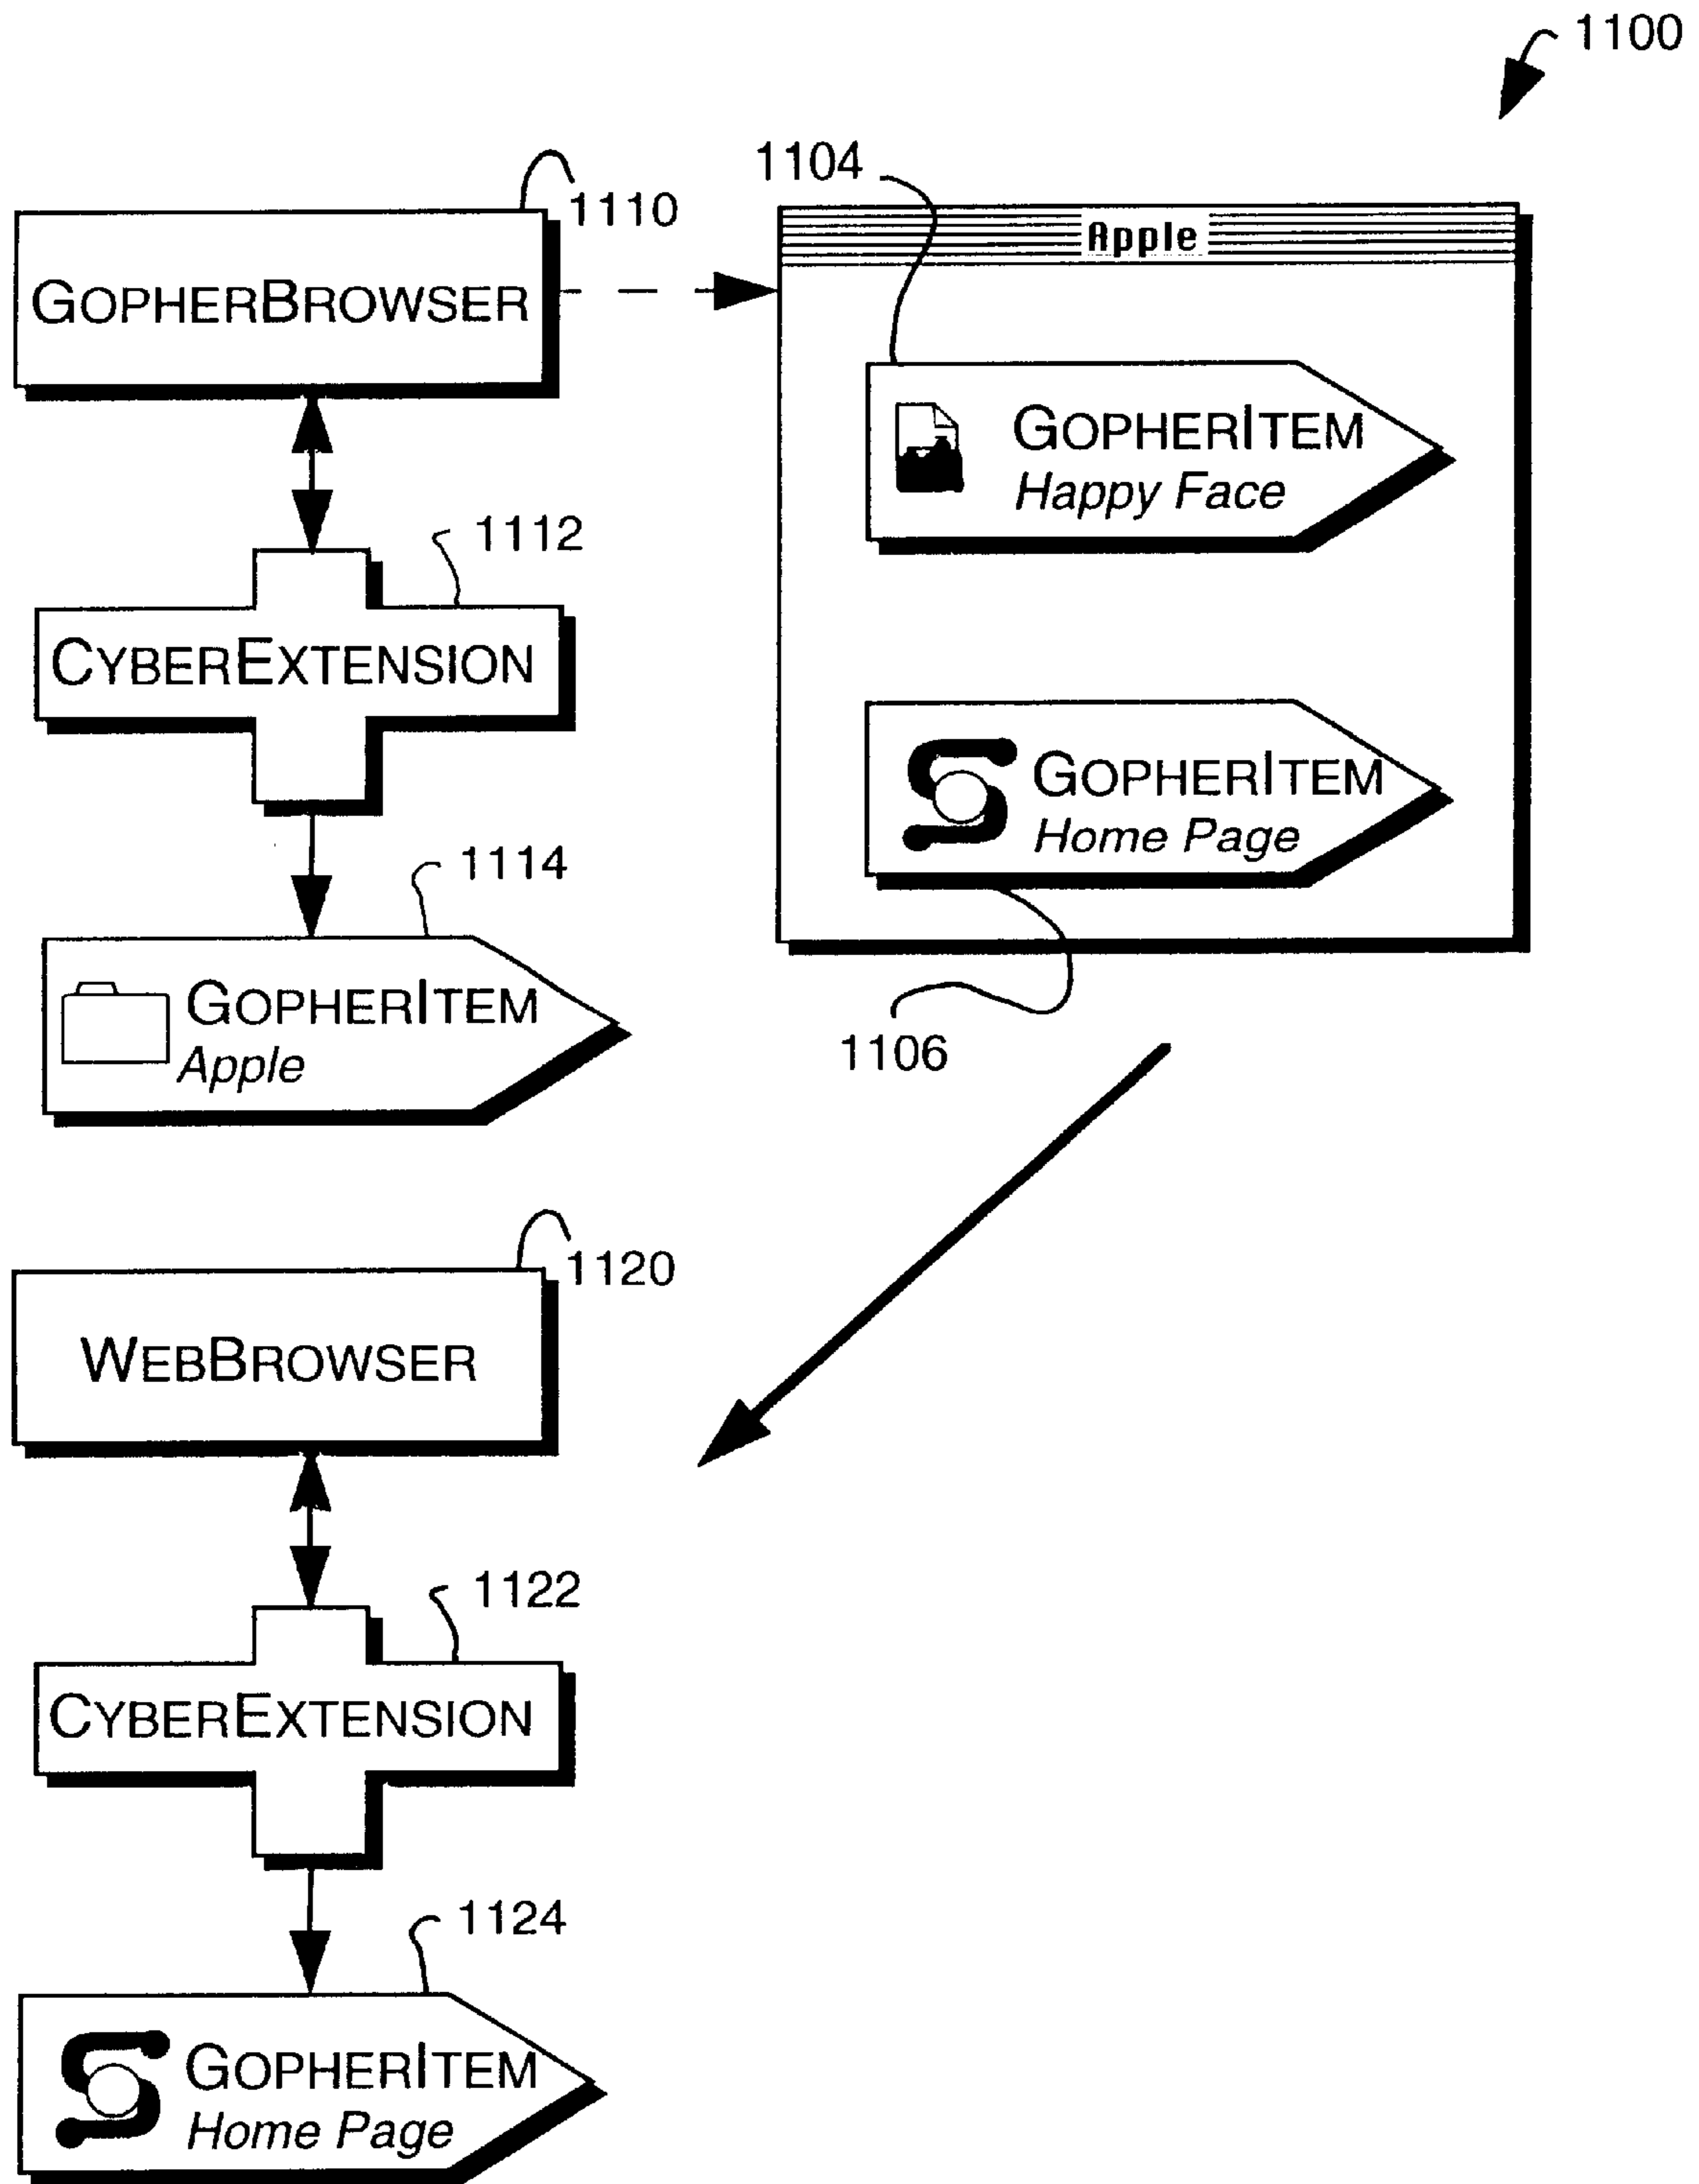 1100
1104
1110
Apple
GOPHERBROWSER
GOPHERITEM
Happy Face
1112
CYBEREXTENSION
GOPHERITEM
Home Page
1114
GOPHERITEM
Apple
1106
1120
WEBBROWSER
1122
CYBEREXTENSION
1124
GOPHERITEM
Home Page